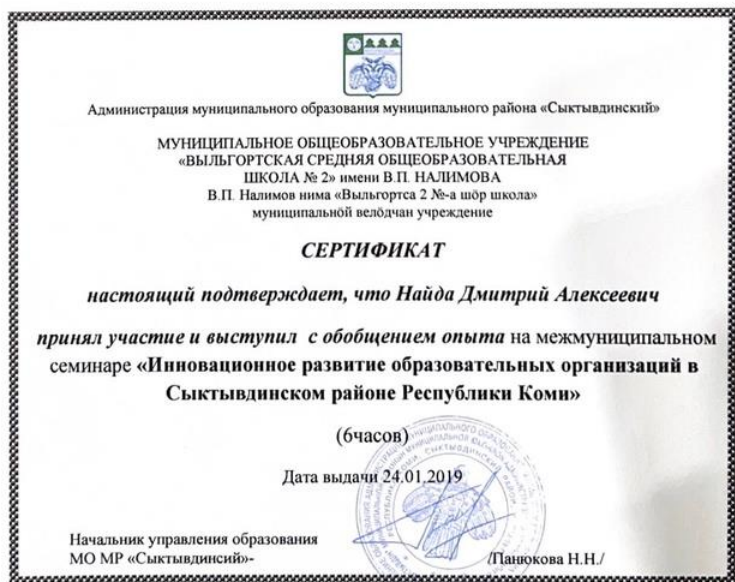 Администрация муниципального образования муниципального района «Сыктывдинский»
МУНИЦИПАЛЬНОЕ ОБЩЕОБРАЗОВАТЕЛЬНОЕ УЧРЕЖДЕНИЕ
«ВЫЛЬГОРТСКАЯ СРЕДНЯЯ ОБЩЕОБРАЗОВАТЕЛЬНАЯ
ШКОЛА № 2» имени В.П. НАЛИМОВА
В.П. Налимов нима «Выльгортса 2 №-а шӧр школа»
муниципальнӧй велӧдчан учреждение
СЕРТИФИКАТ
настоящий подтверждает, что Найда Дмитрий Алексеевич
принял участие и выступил с обобщением опыта на межмуниципальном
семинаре «Инновационное развитие образовательных организаций в
Сыктывдинском районе Республики Коми»
(6часов)
Дата выдачи 24.01.2019
Начальник управления образования
МО МР «Сыктывдинсий»- /Панюкова Н.Н./